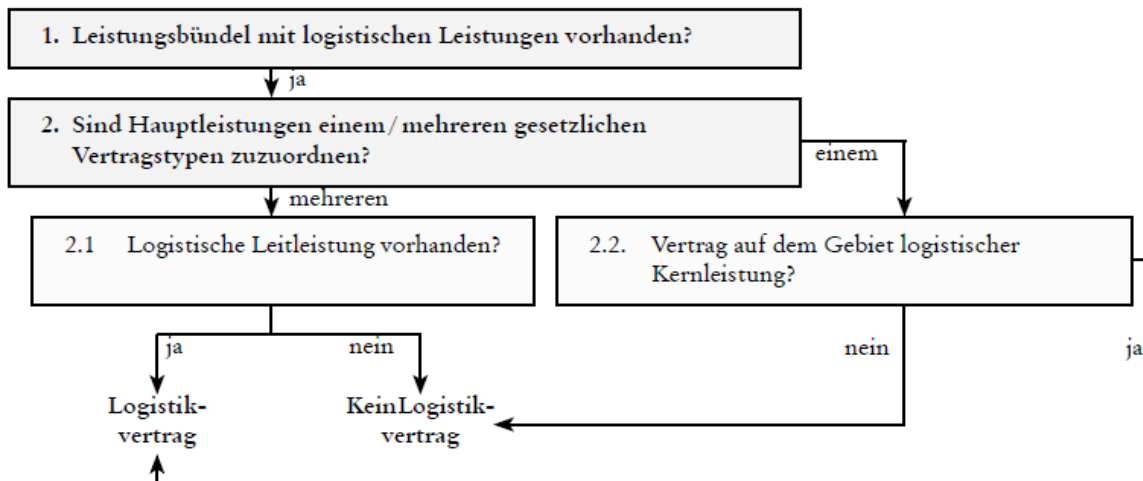 1. Leistungsbündel mit logistischen Leistungen vorhanden?
ja
2. Sind Hauptleistungen einem/mehreren gesetzlichen
Vertragstypen zuzuordnen?
einem
mehreren
2.1 Logistische Leitleistung vorhanden?
2.2. Vertrag auf dem Gebiet logistischer
Kernleistung?
ja
nein
nein
ja
Logistik-
vertrag
KeinLogistik-
vertrag